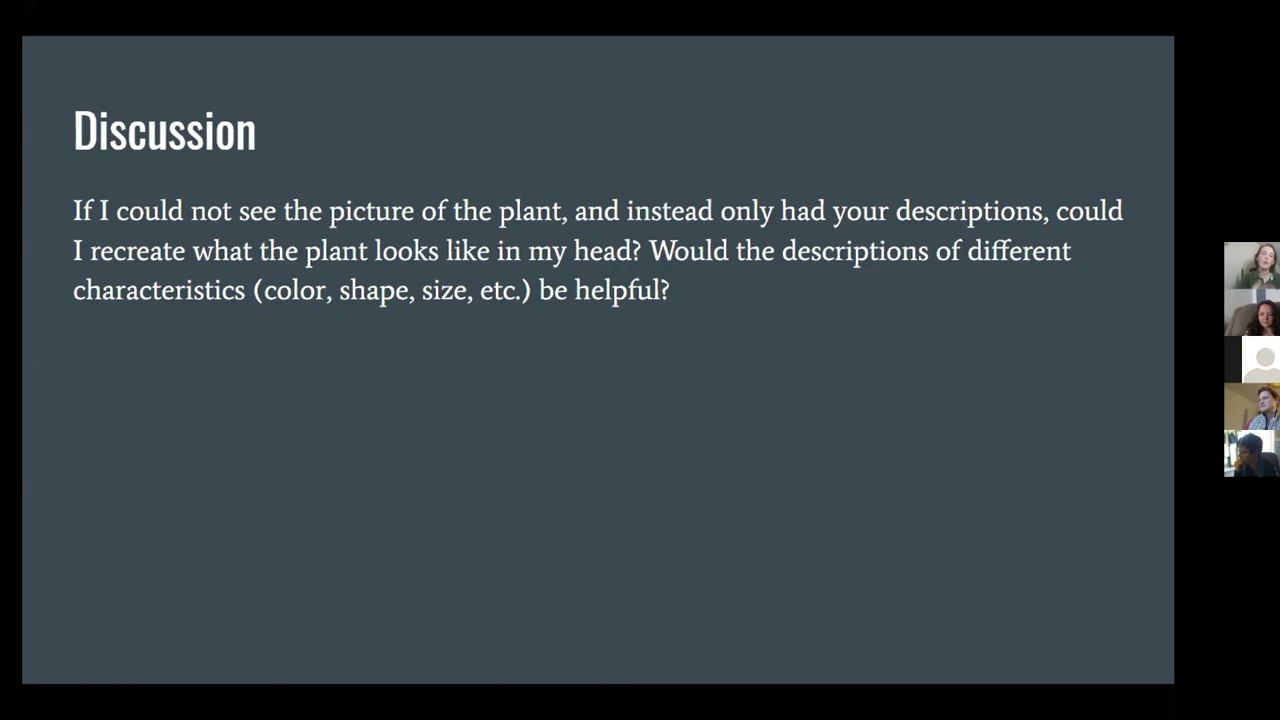 Discussion
If I could not see the picture of the plant, and instead only had your descriptions, could
I recreate what the plant looks like in my head? Would the descriptions of different
characteristics (color, shape, size, etc.) be helpful?